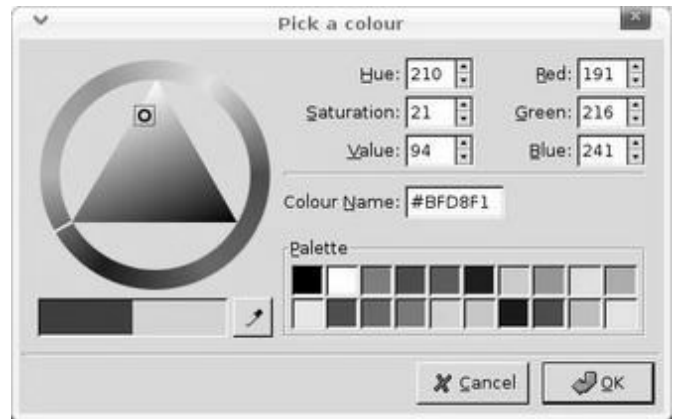 Pick a colour
Hue: 210 Red: 191
Saturation: 21 Green: 216
Value: 94 Blue: 241
Colour Name: #BFD8F1
Palette
Cancel OK